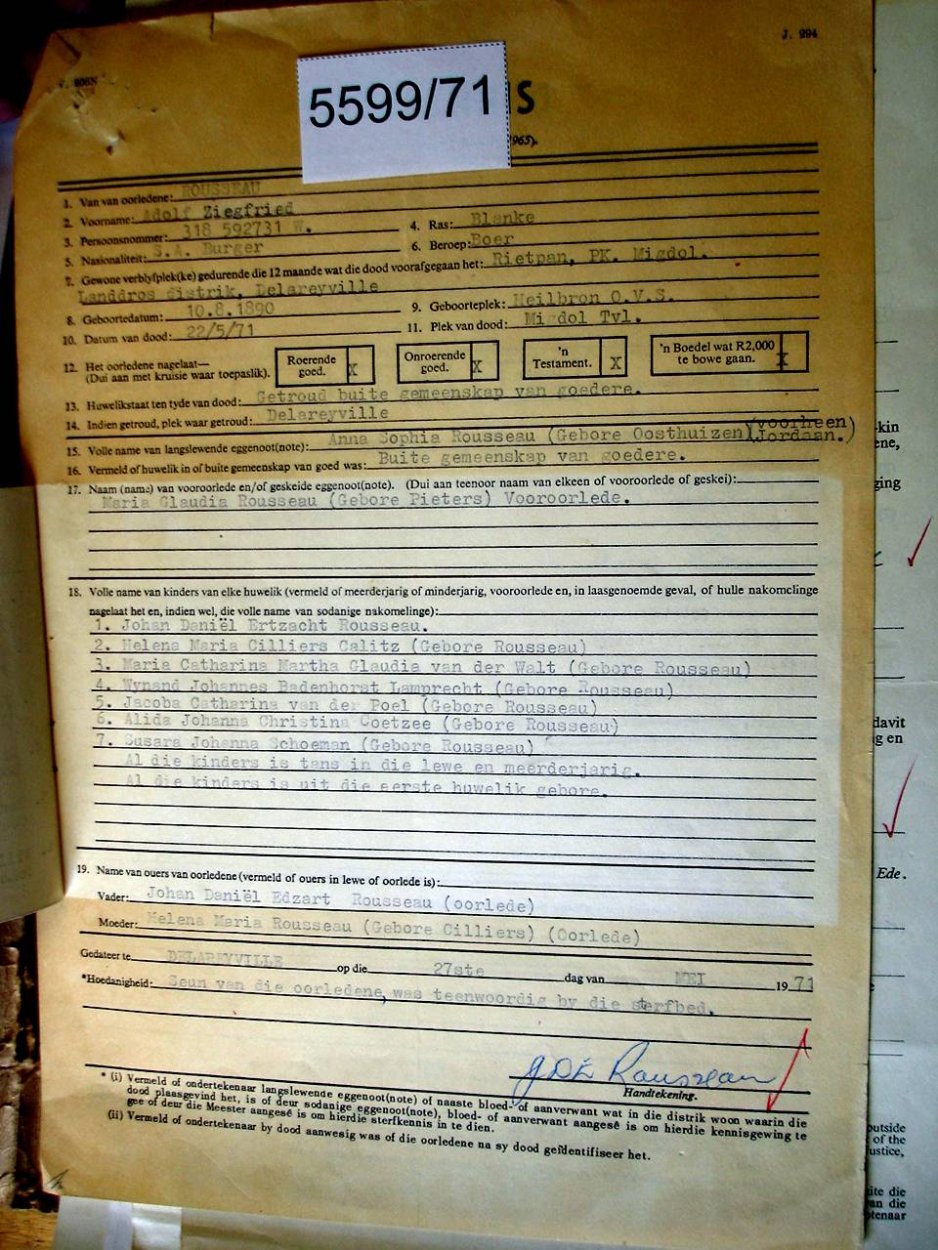 J. 294
5599/71
S
965).
1. Van van oorledene: ROUSSEAU
2. Voorname: Adolf Ziegfried
3. Persoonsnommer: 318 592731 W.
4. Ras: Blanke
5. Nasionaliteit: S.A. Burger
6. Beroep: Boer
7. Gewone verblyfplek(ke) gedurende die 12 maande wat die dood voorafgegaan het: Rietpan, PK. Migdol.
Landdros distrik, Delareyville
8. Geboortedatum: 10.8.1890
9. Geboorteplek: Heilbron O.V.S.
10. Datum van dood: 22/5/71
11. Plek van dood: Migdol Tvl.
12. Het oorledene nagelaat—
(Dui aan met kruisie waar toepaslik).
Roerende goed. X
Onroerende goed. X
'n Testament. X
'n Boedel wat R2,000 te bowe gaan. X
13. Huwelikstaat ten tyde van dood: Getroud buite gemeenskap van goedere.
14. Indien getroud, plek waar getroud: Delareyville
15. Volle name van langslewende eggenoot(note): Anna Sophia Rousseau (Gebore Oosthuizen) (voorheen Jordaan.)
16. Vermeld of huwelik in of buite gemeenskap van goed was: Buite gemeenskap van goedere.
17. Naam (name) van vooroorlede en/of geskeide eggenoot(note). (Dui aan teenoor naam van elkeen of vooroorlede of geskei):
Maria Claudia Rousseau (Gebore Pieters) Vooroorlede.
18. Volle name van kinders van elke huwelik (vermeld of meerderjarig of minderjarig, vooroorlede en, in laasgenoemde geval, of hulle nakomelinge
nagelaat het en, indien wel, die volle name van sodanige nakomelinge):
1. Johan Daniël Ertzacht Rousseau.
2. Helena Maria Cilliers Calitz (Gebore Rousseau)
3. Maria Catharina Martha Claudia van der Walt (Gebore Rousseau)
4. Wynand Johannes Badenhorst Lamprecht (Gebore Rousseau)
5. Jacoba Catharina van der Poel (Gebore Rousseau)
6. Alida Johanna Christina Coetzee (Gebore Rousseau)
7. Susara Johanna Schoeman (Gebore Rousseau)
Al die kinders is tans in die lewe en meerderjarig.
Al die kinders is uit die eerste huwelik gebore.
19. Name van ouers van oorledene (vermeld of ouers in lewe of oorlede is):
Vader: Johan Daniël Edzart Rousseau (oorlede)
Moeder: Helena Maria Rousseau (Gebore Cilliers) (Oorlede)
Gedateer te DELAREYVILLE op die 27ste dag van MEI 1971
*Hoedanigheid: Seun van die oorledene, was teenwoordig by die sterfbed.
JDE Rousseau
Handtekening.
* (i) Vermeld of ondertekenaar langslewende eggenoot(note) of naaste bloed- of aanverwant wat in die distrik woon waarin die
dood plaasgevind het, is of deur sodanige eggenoot(note), bloed- of aanverwant aangesê is om hierdie kennisgewing te
gee of deur die Meester aangesê is om hierdie sterfkennis in te dien.
(ii) Vermeld of ondertekenaar by dood aanwesig was of die oorledene na sy dood geïdentifiseer het.
kin
ene,
ging
davit
g en
Ede.
outside
of the
ustice,
ite die
an die
tenaar